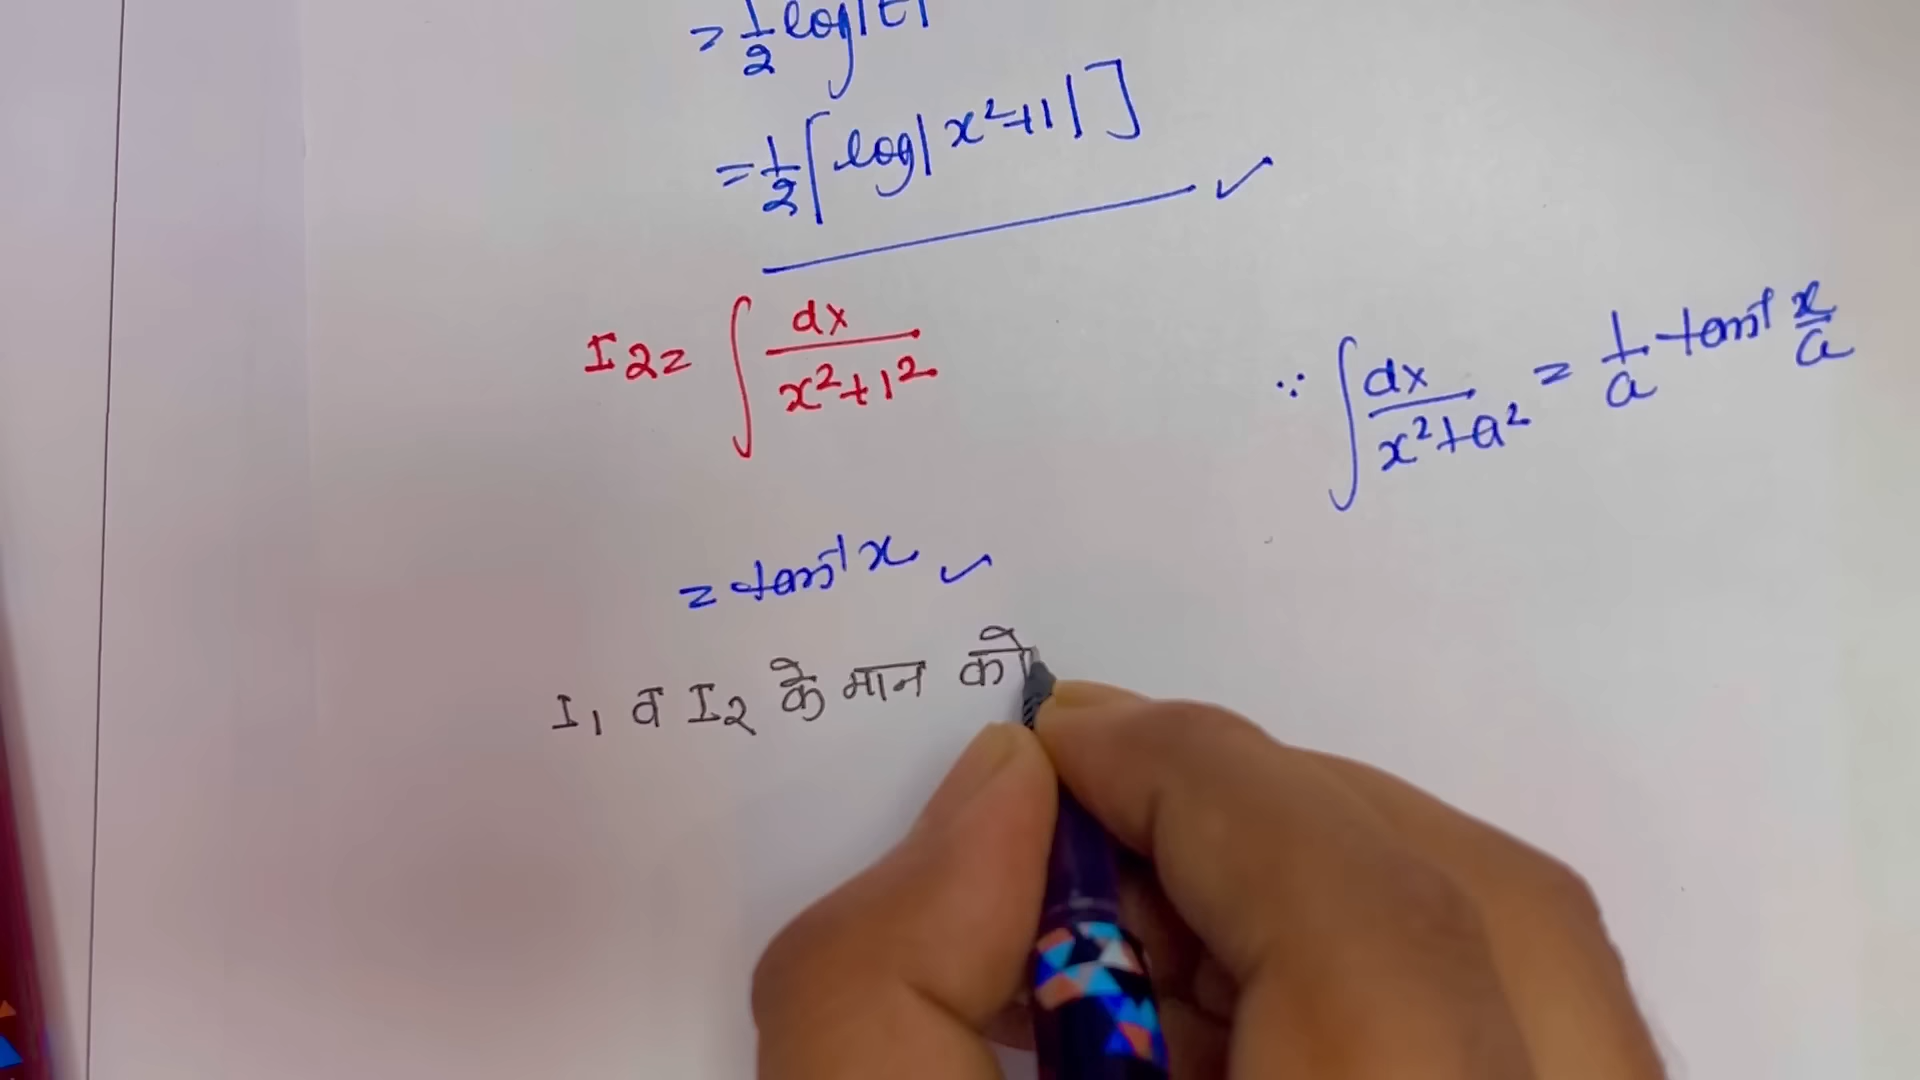 = 1/2 log|t|
= 1/2 [log|x²+1|] ✓
I2 = ∫ dx / x²+1²
∵ ∫ dx / x²+a² = 1/a tan⁻¹ x/a
= tan⁻¹x ✓
I1 व I2 के मान को